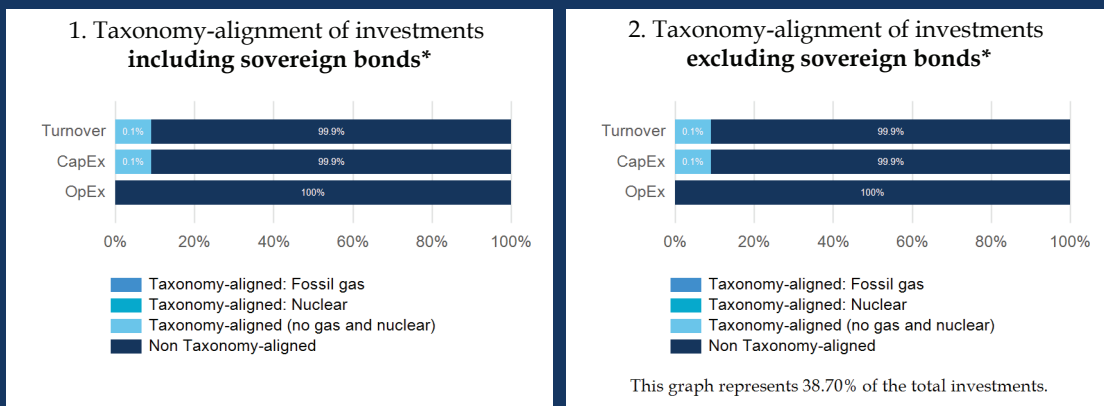 1. Taxonomy-alignment of investments
including sovereign bonds*
Turnover 0.1% 99.9%
CapEx 0.1% 99.9%
OpEx 100%
0% 20% 40% 60% 80% 100%
Taxonomy-aligned: Fossil gas
Taxonomy-aligned: Nuclear
Taxonomy-aligned (no gas and nuclear)
Non Taxonomy-aligned
2. Taxonomy-alignment of investments
excluding sovereign bonds*
Turnover 0.1% 99.9%
CapEx 0.1% 99.9%
OpEx 100%
0% 20% 40% 60% 80% 100%
Taxonomy-aligned: Fossil gas
Taxonomy-aligned: Nuclear
Taxonomy-aligned (no gas and nuclear)
Non Taxonomy-aligned
This graph represents 38.70% of the total investments.